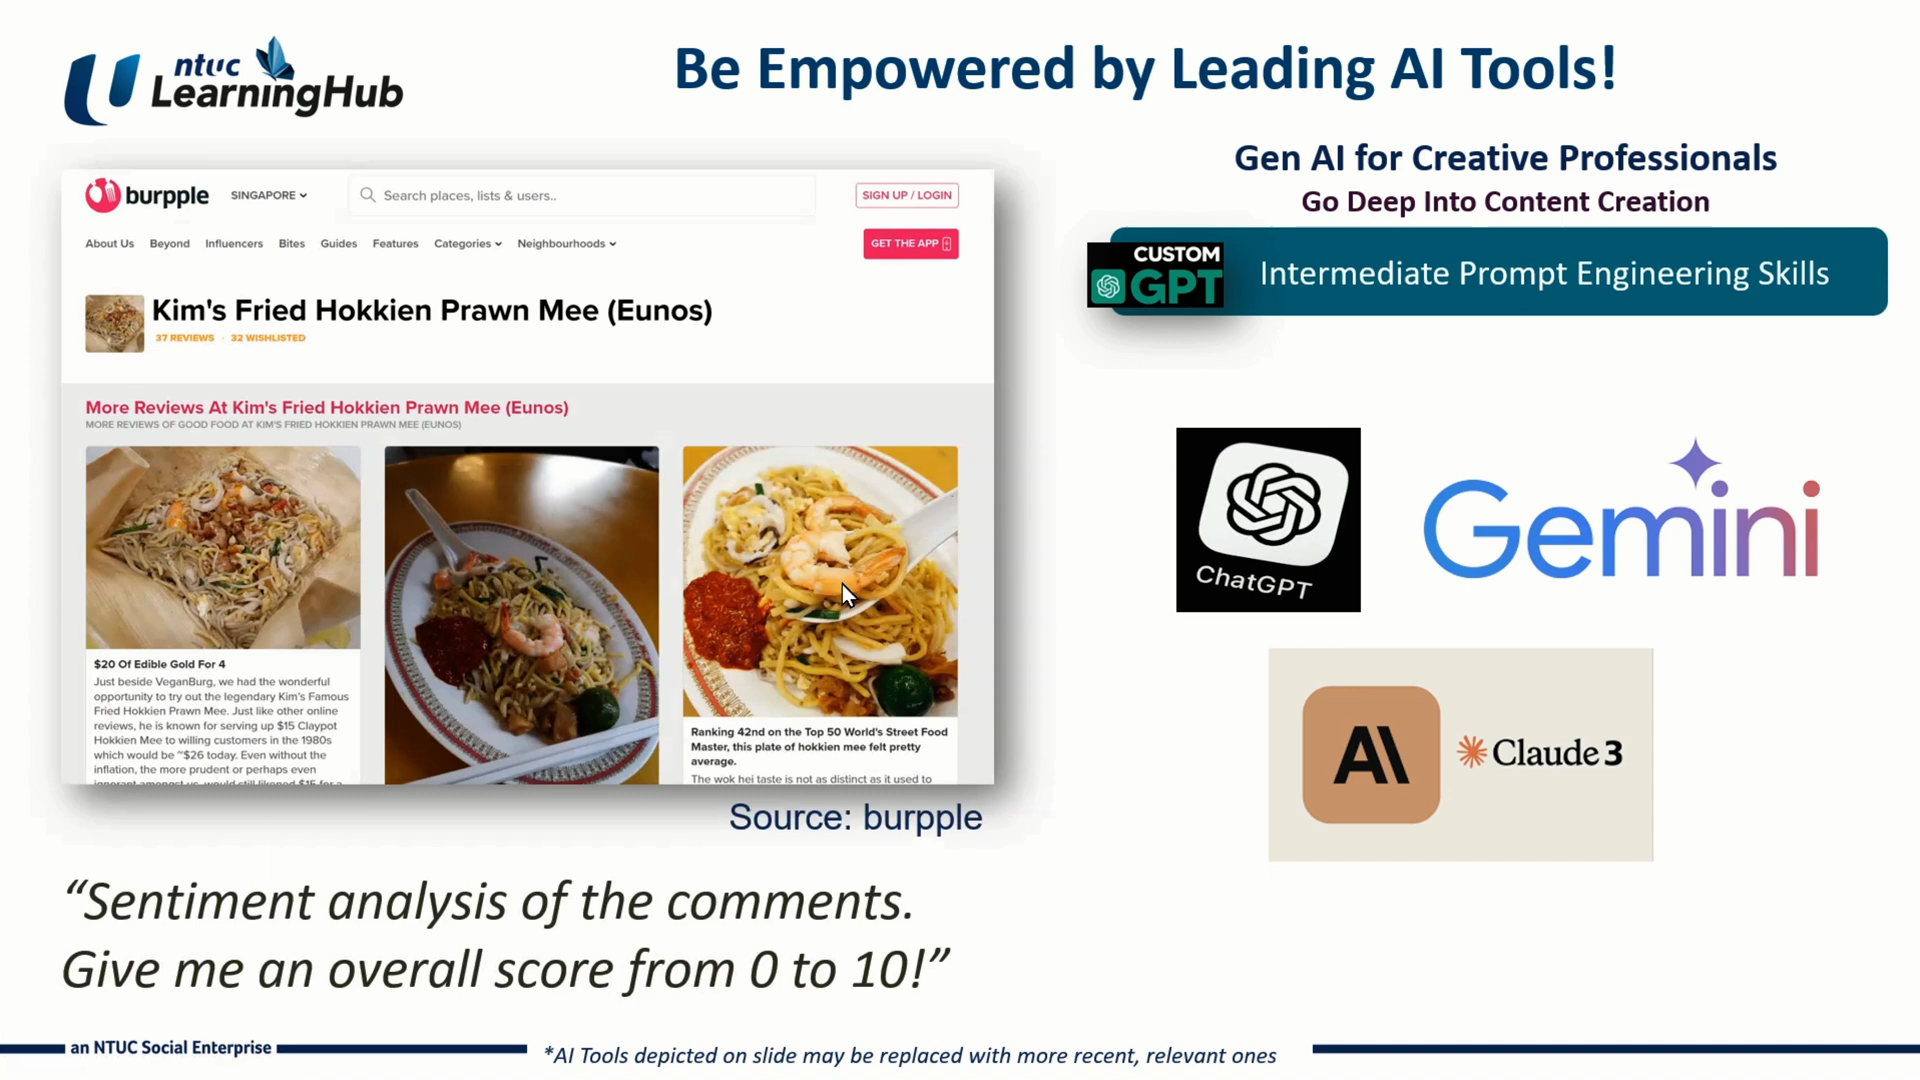 ntuc
LearningHub
Be Empowered by Leading AI Tools!
burpple
SINGAPORE
Search places, lists & users..
SIGN UP / LOGIN
About Us Beyond Influencers Bites Guides Features Categories Neighbourhoods
GET THE APP
Kim's Fried Hokkien Prawn Mee (Eunos)
37 REVIEWS · 32 WISHLISTED
More Reviews At Kim's Fried Hokkien Prawn Mee (Eunos)
MORE REVIEWS OF GOOD FOOD AT KIM'S FRIED HOKKIEN PRAWN MEE (EUNOS)
$20 Of Edible Gold For 4
Just beside VeganBurg, we had the wonderful
opportunity to try out the legendary Kim's Famous
Fried Hokkien Prawn Mee. Just like other online
reviews, he is known for serving up $15 Claypot
Hokkien Mee to willing customers in the 1980s
which would be ~$26 today. Even without the
inflation, the more prudent or perhaps even
Ranking 42nd on the Top 50 World's Street Food
Master, this plate of hokkien mee felt pretty
average.
The wok hei taste is not as distinct as it used to
Source: burpple
“Sentiment analysis of the comments.
Give me an overall score from 0 to 10!”
Gen AI for Creative Professionals
Go Deep Into Content Creation
CUSTOM
GPT
Intermediate Prompt Engineering Skills
ChatGPT
Gemini
AI
Claude 3
an NTUC Social Enterprise
*AI Tools depicted on slide may be replaced with more recent, relevant ones